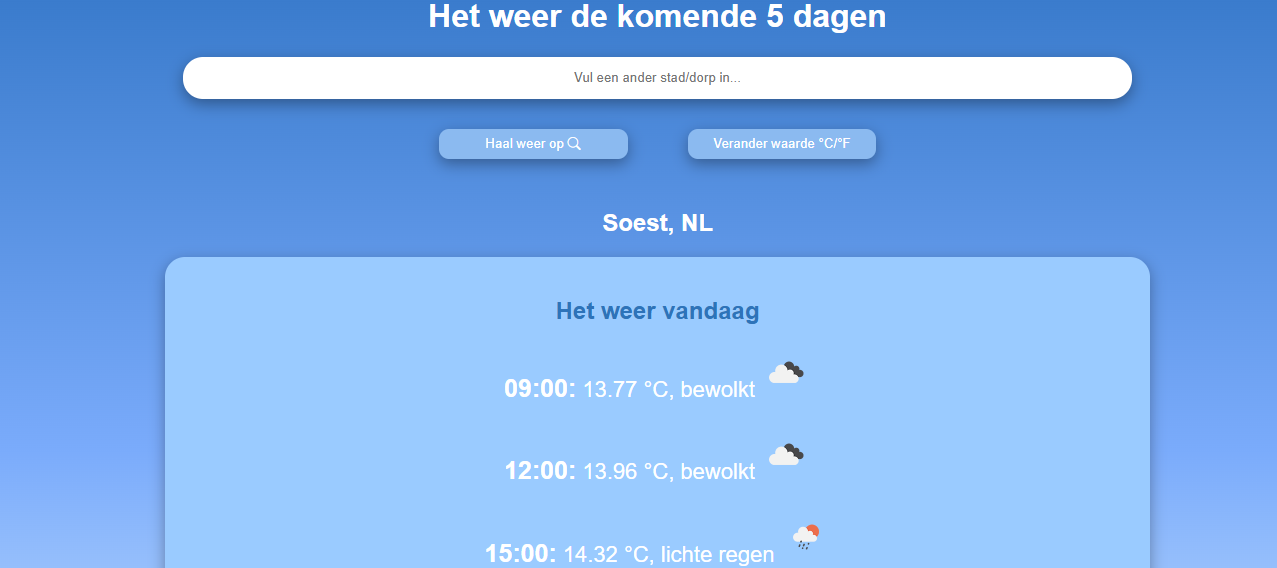 Het weer de komende 5 dagen
Vul een ander stad/dorp in...
Haal weer op
Verander waarde °C/°F
Soest, NL
Het weer vandaag
09:00: 13.77 °C, bewolkt
12:00: 13.96 °C, bewolkt
15:00: 14.32 °C, lichte regen